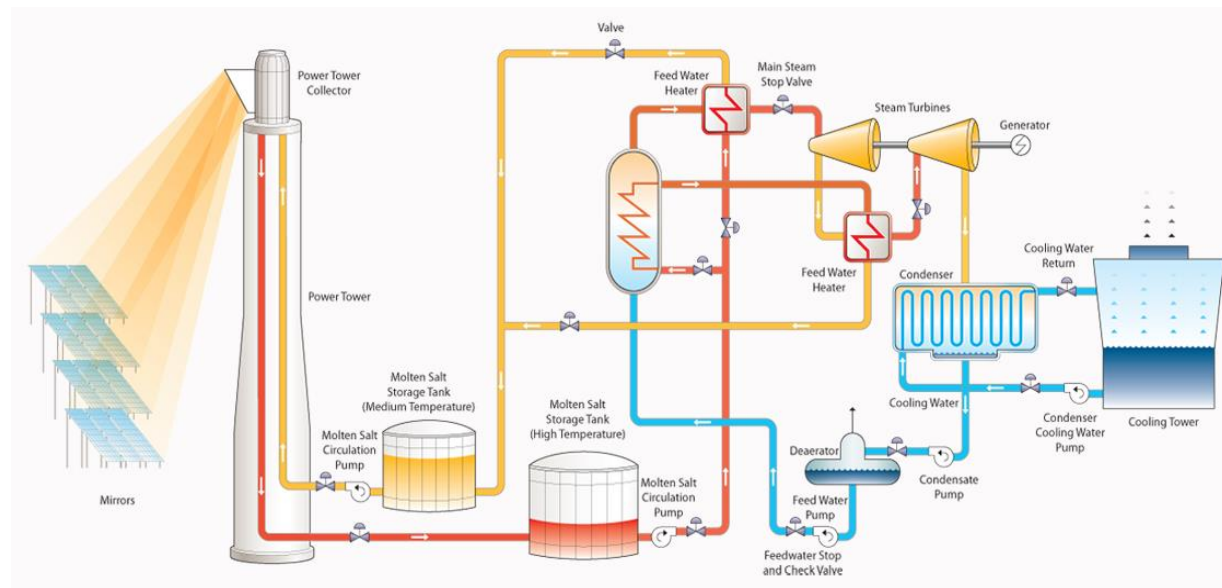 Valve
Power Tower
Collector
Feed Water
Heater
Main Steam
Stop Valve
Steam Turbines
Generator
Power Tower
Feed Water
Heater
Condenser
Cooling Water
Return
Molten Salt
Storage Tank
(Medium Temperature)
Molten Salt
Storage Tank
(High Temperature)
Molten Salt
Circulation
Pump
Molten Salt
Circulation
Pump
Mirrors
Deaerator
Cooling Water
Condenser
Cooling Water
Pump
Cooling Tower
Condensate
Pump
Feed Water
Pump
Feedwater Stop
and Check Valve